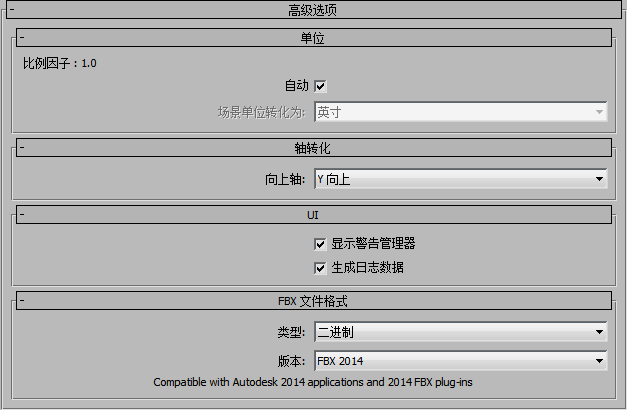 高级选项
单位
比例因子：1.0
自动
场景单位转化为: 英寸
轴转化
向上轴: Y 向上
UI
显示警告管理器
生成日志数据
FBX 文件格式
类型: 二进制
版本: FBX 2014
Compatible with Autodesk 2014 applications and 2014 FBX plug-ins